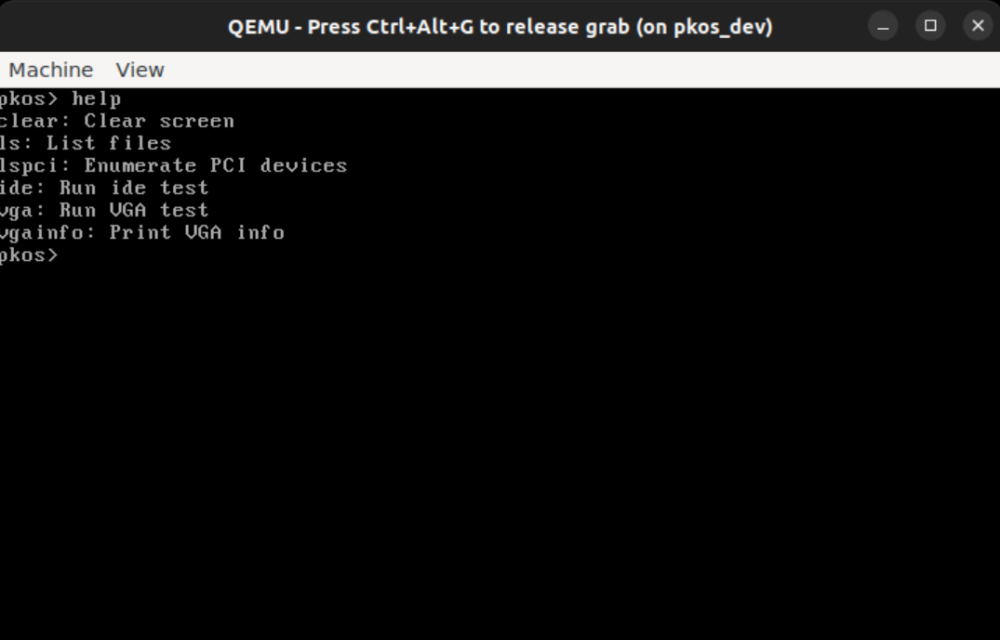 QEMU - Press Ctrl+Alt+G to release grab (on pkos_dev)
Machine View
pkos> help
clear: Clear screen
ls: List files
lspci: Enumerate PCI devices
ide: Run ide test
vga: Run VGA test
vgainfo: Print VGA info
pkos>